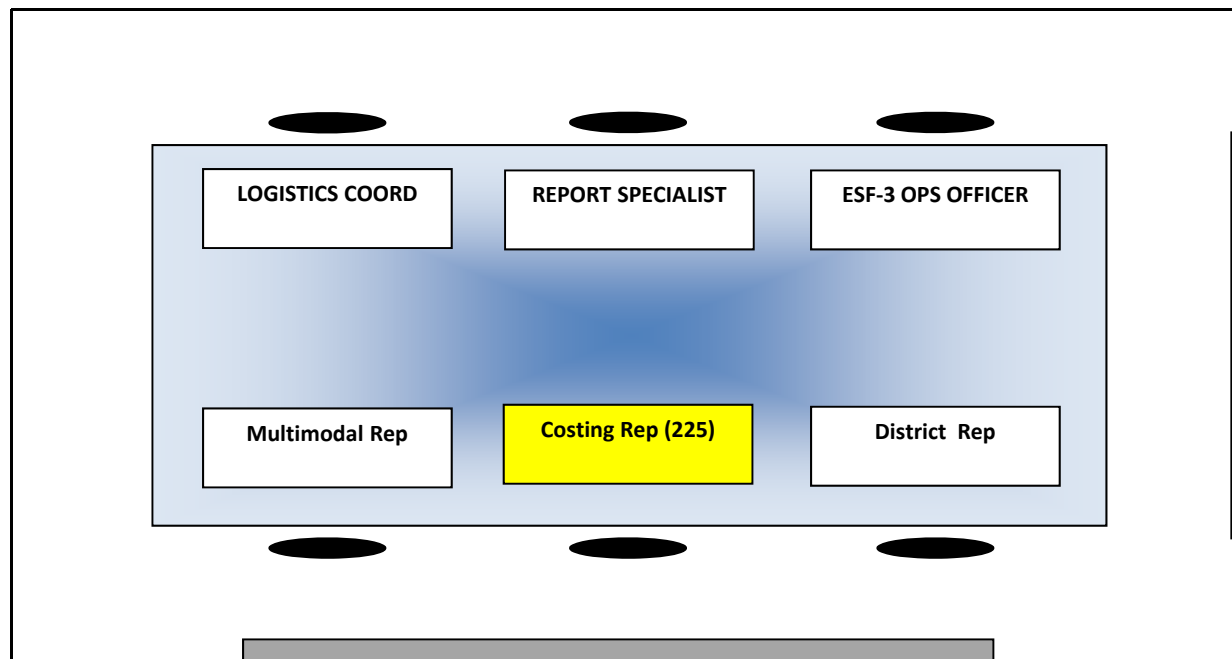 LOGISTICS COORD
REPORT SPECIALIST
ESF-3 OPS OFFICER
Multimodal Rep
Costing Rep (225)
District  Rep